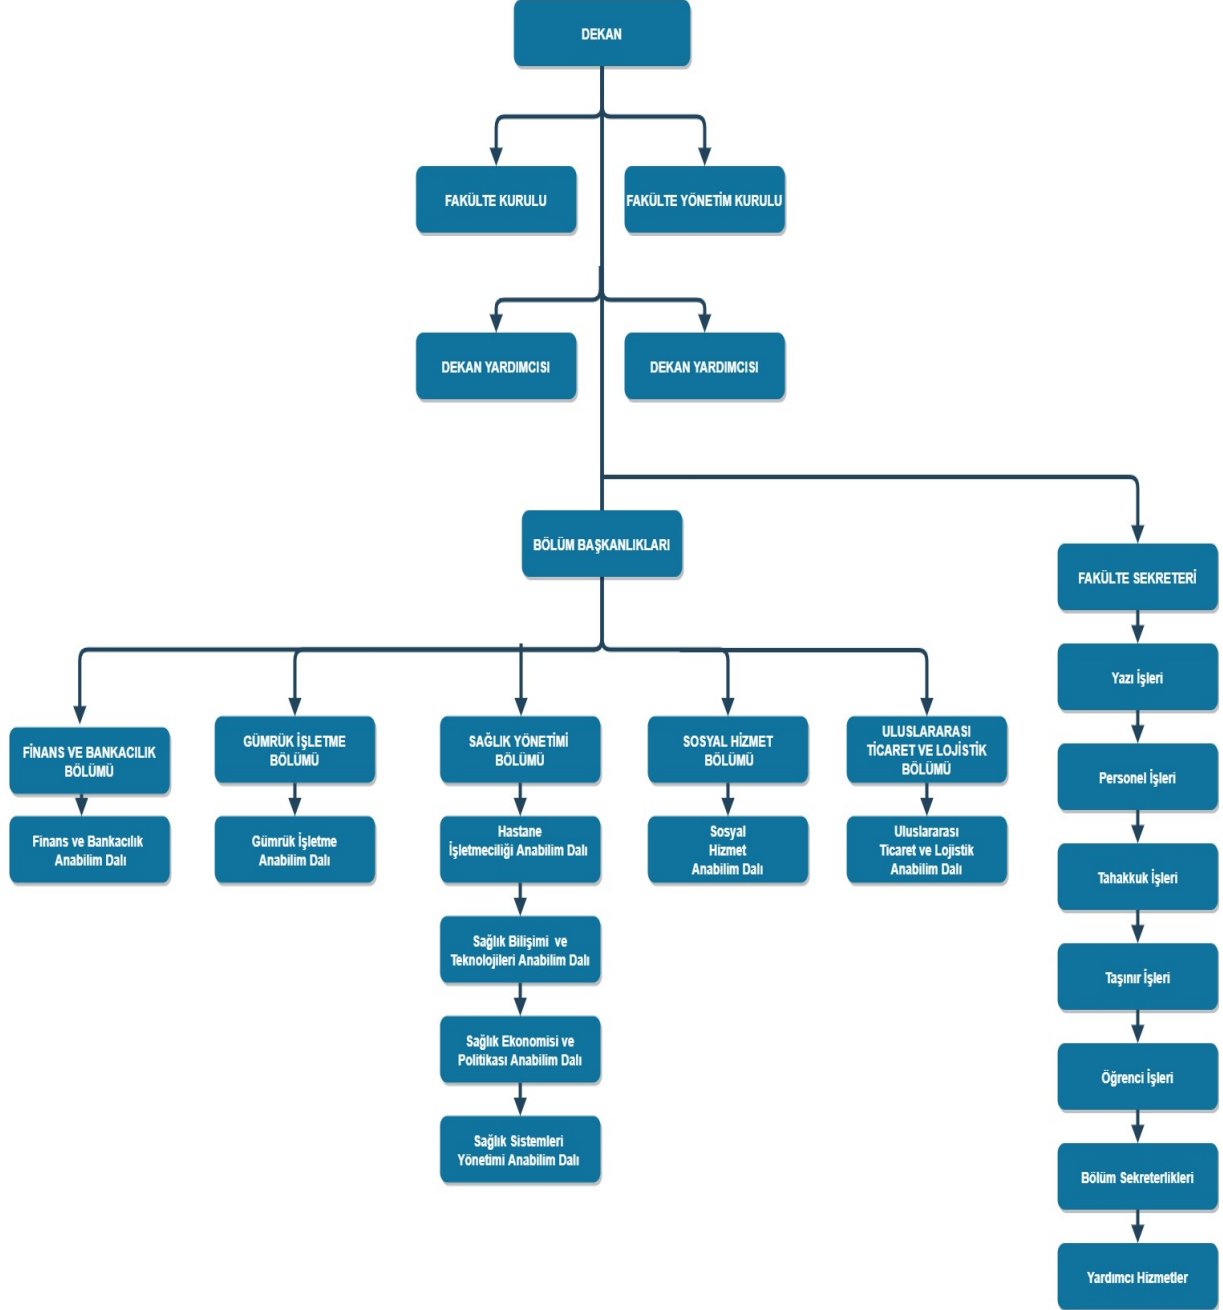 DEKAN
FAKÜLTE KURULU
FAKÜLTE YÖNETİM KURULU
DEKAN YARDIMCISI
DEKAN YARDIMCISI
BÖLÜM BAŞKANLIKLARI
FAKÜLTE SEKRETERİ
Yazı İşleri
Personel İşleri
Tahakkuk İşleri
Taşınır İşleri
Öğrenci İşleri
Bölüm Sekreterlikleri
Yardımcı Hizmetler
FİNANS VE BANKACILIK
BÖLÜMÜ
Finans ve Bankacılık
Anabilim Dalı
GÜMRÜK İŞLETME
BÖLÜMÜ
Gümrük İşletme
Anabilim Dalı
SAĞLIK YÖNETİMİ
BÖLÜMÜ
Hastane
İşletmeciliği Anabilim Dalı
Sağlık Bilişimi ve
Teknolojileri Anabilim Dalı
Sağlık Ekonomisi ve
Politikası Anabilim Dalı
Sağlık Sistemleri
Yönetimi Anabilim Dalı
SOSYAL HİZMET
BÖLÜMÜ
Sosyal
Hizmet
Anabilim Dalı
ULUSLARARASI
TİCARET VE LOJİSTİK
BÖLÜMÜ
Uluslararası
Ticaret ve Lojistik
Anabilim Dalı